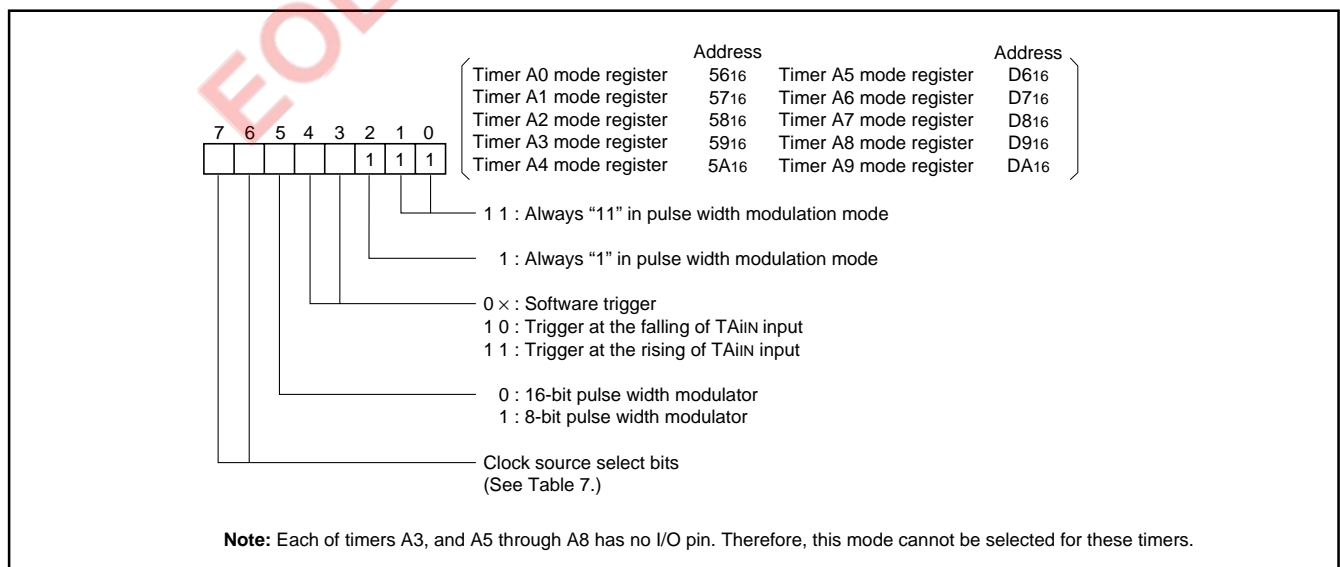 EOL
Address Address
Timer A0 mode register 5616 Timer A5 mode register D616
Timer A1 mode register 5716 Timer A6 mode register D716
Timer A2 mode register 5816 Timer A7 mode register D816
Timer A3 mode register 5916 Timer A8 mode register D916
Timer A4 mode register 5A16 Timer A9 mode register DA16
7 6 5 4 3 2 1 0
1 1 1
1 1 : Always “11” in pulse width modulation mode
1 : Always “1” in pulse width modulation mode
0 × : Software trigger
1 0 : Trigger at the falling of TAiIN input
1 1 : Trigger at the rising of TAiIN input
0 : 16-bit pulse width modulator
1 : 8-bit pulse width modulator
Clock source select bits
(See Table 7.)
Note: Each of timers A3, and A5 through A8 has no I/O pin. Therefore, this mode cannot be selected for these timers.